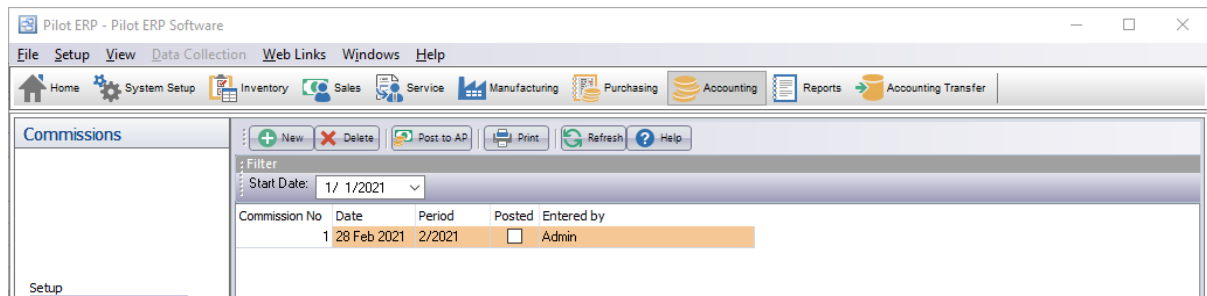 Pilot ERP - Pilot ERP Software
File Setup View Data Collection Web Links Windows Help
Home System Setup Inventory Sales Service Manufacturing Purchasing Accounting Reports Accounting Transfer
Commissions
New Delete Post to AP Print Refresh Help
Filter
Start Date: 1/ 1/2021
Commission No Date Period Posted Entered by
1 28 Feb 2021 2/2021 Admin
Setup